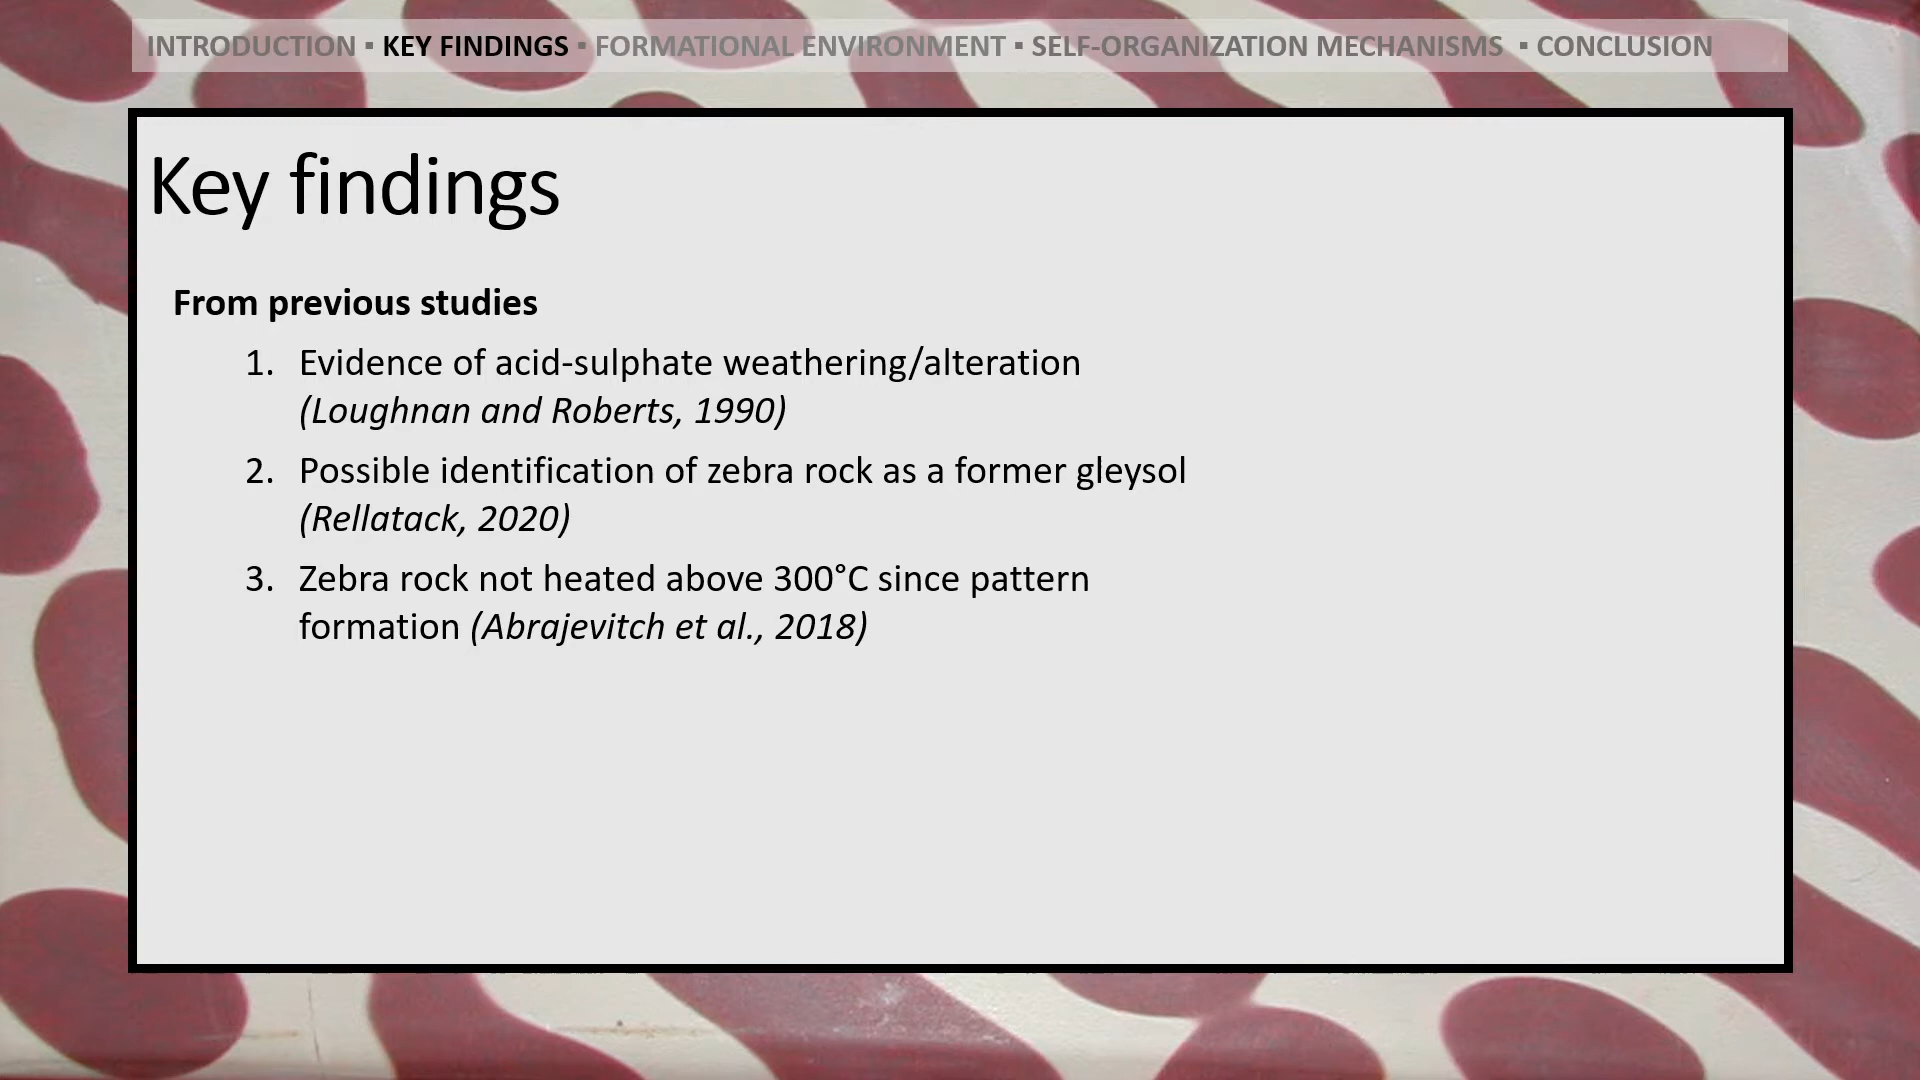 INTRODUCTION ▪ KEY FINDINGS ▪ FORMATIONAL ENVIRONMENT ▪ SELF-ORGANIZATION MECHANISMS ▪ CONCLUSION
Key findings
From previous studies
1. Evidence of acid-sulphate weathering/alteration
(Loughnan and Roberts, 1990)
2. Possible identification of zebra rock as a former gleysol
(Rellatack, 2020)
3. Zebra rock not heated above 300°C since pattern
formation (Abrajevitch et al., 2018)